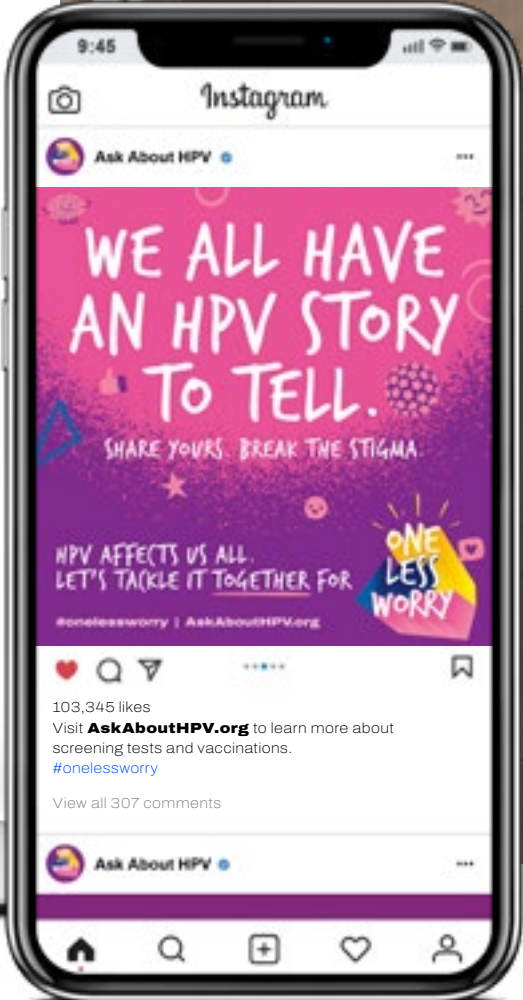 9:45
Instagram
Ask About HPV
WE ALL HAVE
AN HPV STORY
TO TELL.
SHARE YOURS. BREAK THE STIGMA.
HPV AFFECTS US ALL.
LET'S TACKLE IT TOGETHER FOR
ONE
LESS
WORRY
#onelessworry | AskAboutHPV.org
103,345 likes
Visit AskAboutHPV.org to learn more about
screening tests and vaccinations.
#onelessworry
View all 307 comments
Ask About HPV